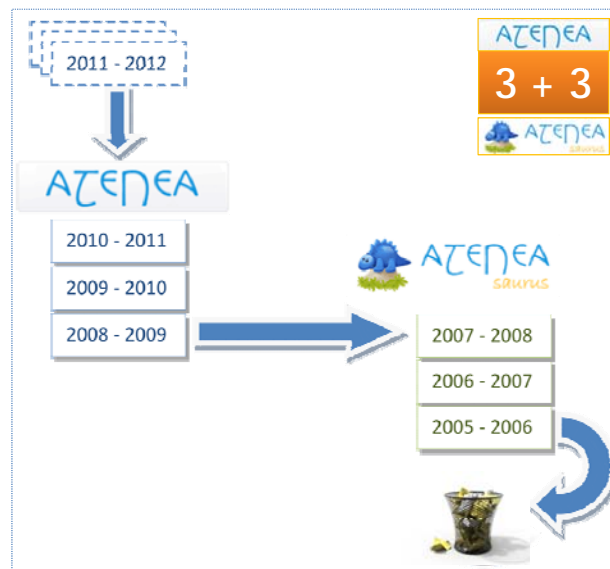 2011 - 2012
ATENEA
3 + 3
ATENEA
saurus
ATENEA
2010 - 2011
2009 - 2010
2008 - 2009
ATENEA
saurus
2007 - 2008
2006 - 2007
2005 - 2006